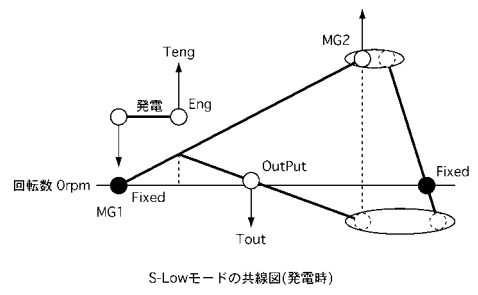 MG2
Teng
発電
Eng
OutPut
Fixed
回転数 0rpm
Fixed
MG1
Tout
S-Lowモードの共線図(発電時)